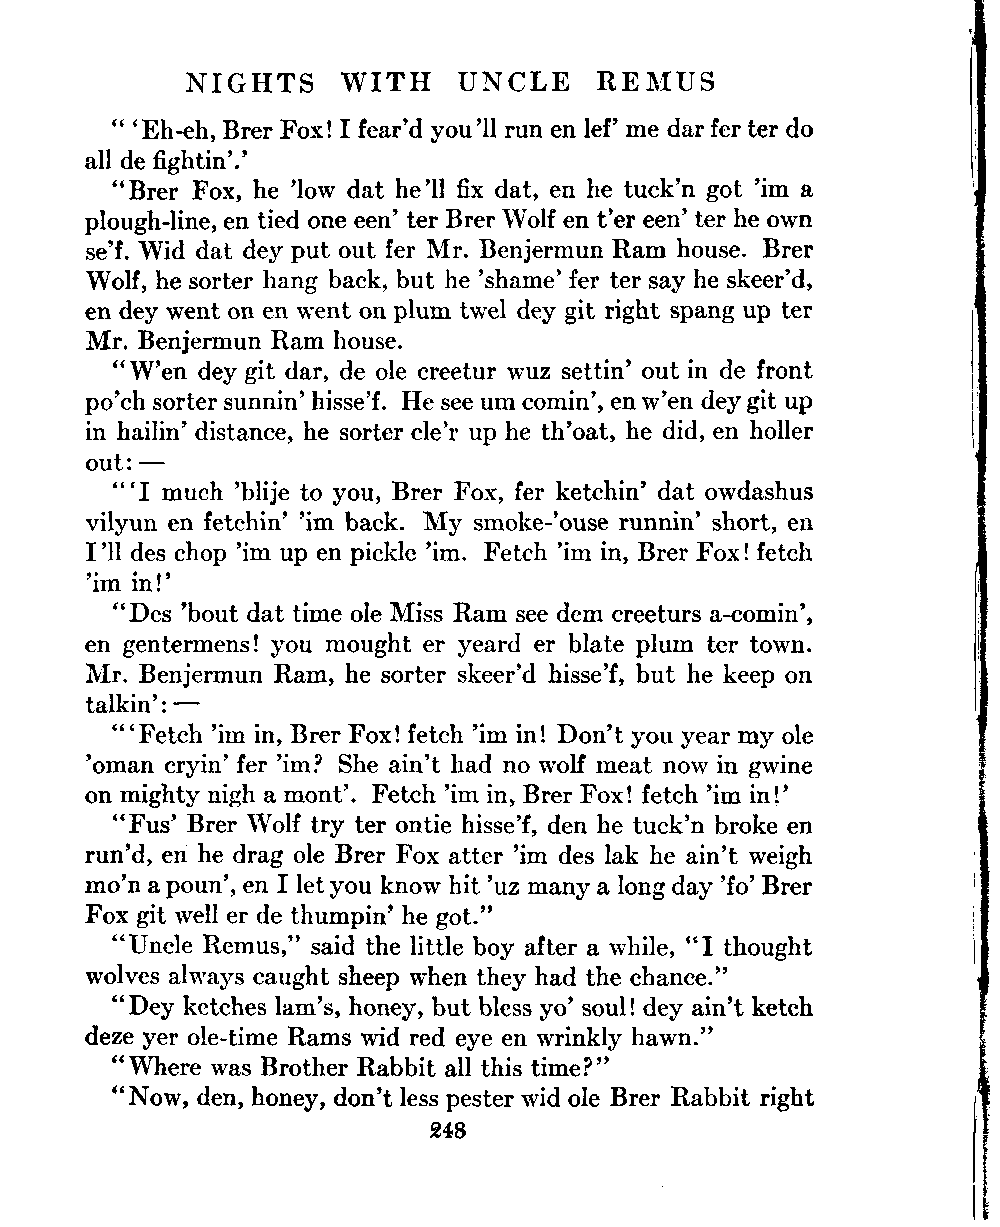 NIGHTS WITH UNCLE REMUS
“ ‘Eh-eh, Brer Fox! I fear’d you’ll run en lef’ me dar fer ter do
all de fightin’.’
“Brer Fox, he ’low dat he’ll fix dat, en he tuck’n got ’im a
plough-line, en tied one een’ ter Brer Wolf en t’er een’ ter he own
se’f. Wid dat dey put out fer Mr. Benjermun Ram house. Brer
Wolf, he sorter hang back, but he ’shame’ fer ter say he skeer’d,
en dey went on en went on plum twel dey git right spang up ter
Mr. Benjermun Ram house.
“W’en dey git dar, de ole creetur wuz settin’ out in de front
po’ch sorter sunnin’ hisse’f. He see um comin’, en w’en dey git up
in hailin’ distance, he sorter cle’r up he th’oat, he did, en holler
out: —
“‘I much ’blije to you, Brer Fox, fer ketchin’ dat owdashus
vilyun en fetchin’ ’im back. My smoke-’ouse runnin’ short, en
I’ll des chop ’im up en pickle ’im. Fetch ’im in, Brer Fox! fetch
’im in!’
“Des ’bout dat time ole Miss Ram see dem creeturs a-comin’,
en gentermens! you mought er yeard er blate plum ter town.
Mr. Benjermun Ram, he sorter skeer’d hisse’f, but he keep on
talkin’: —
“‘Fetch ’im in, Brer Fox! fetch ’im in! Don’t you year my ole
’oman cryin’ fer ’im? She ain’t had no wolf meat now in gwine
on mighty nigh a mont’. Fetch ’im in, Brer Fox! fetch ’im in!’
“Fus’ Brer Wolf try ter ontie hisse’f, den he tuck’n broke en
run’d, en he drag ole Brer Fox atter ’im des lak he ain’t weigh
mo’n a poun’, en I let you know hit ’uz many a long day ’fo’ Brer
Fox git well er de thumpin’ he got.”
“Uncle Remus,” said the little boy after a while, “I thought
wolves always caught sheep when they had the chance.”
“Dey ketches lam’s, honey, but bless yo’ soul! dey ain’t ketch
deze yer ole-time Rams wid red eye en wrinkly hawn.”
“Where was Brother Rabbit all this time?”
“Now, den, honey, don’t less pester wid ole Brer Rabbit right
248